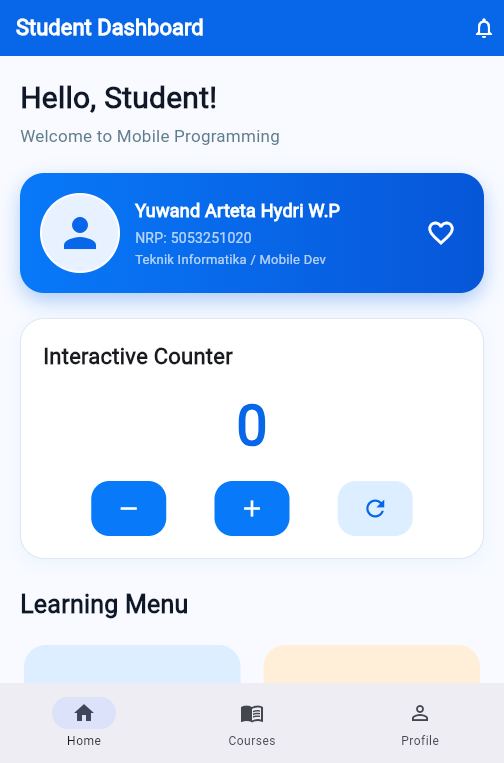 Student Dashboard
Hello, Student!
Welcome to Mobile Programming
Yuwand Arteta Hydri W.P
NRP: 5053251020
Teknik Informatika / Mobile Dev
Interactive Counter
0
Learning Menu
Home Courses Profile